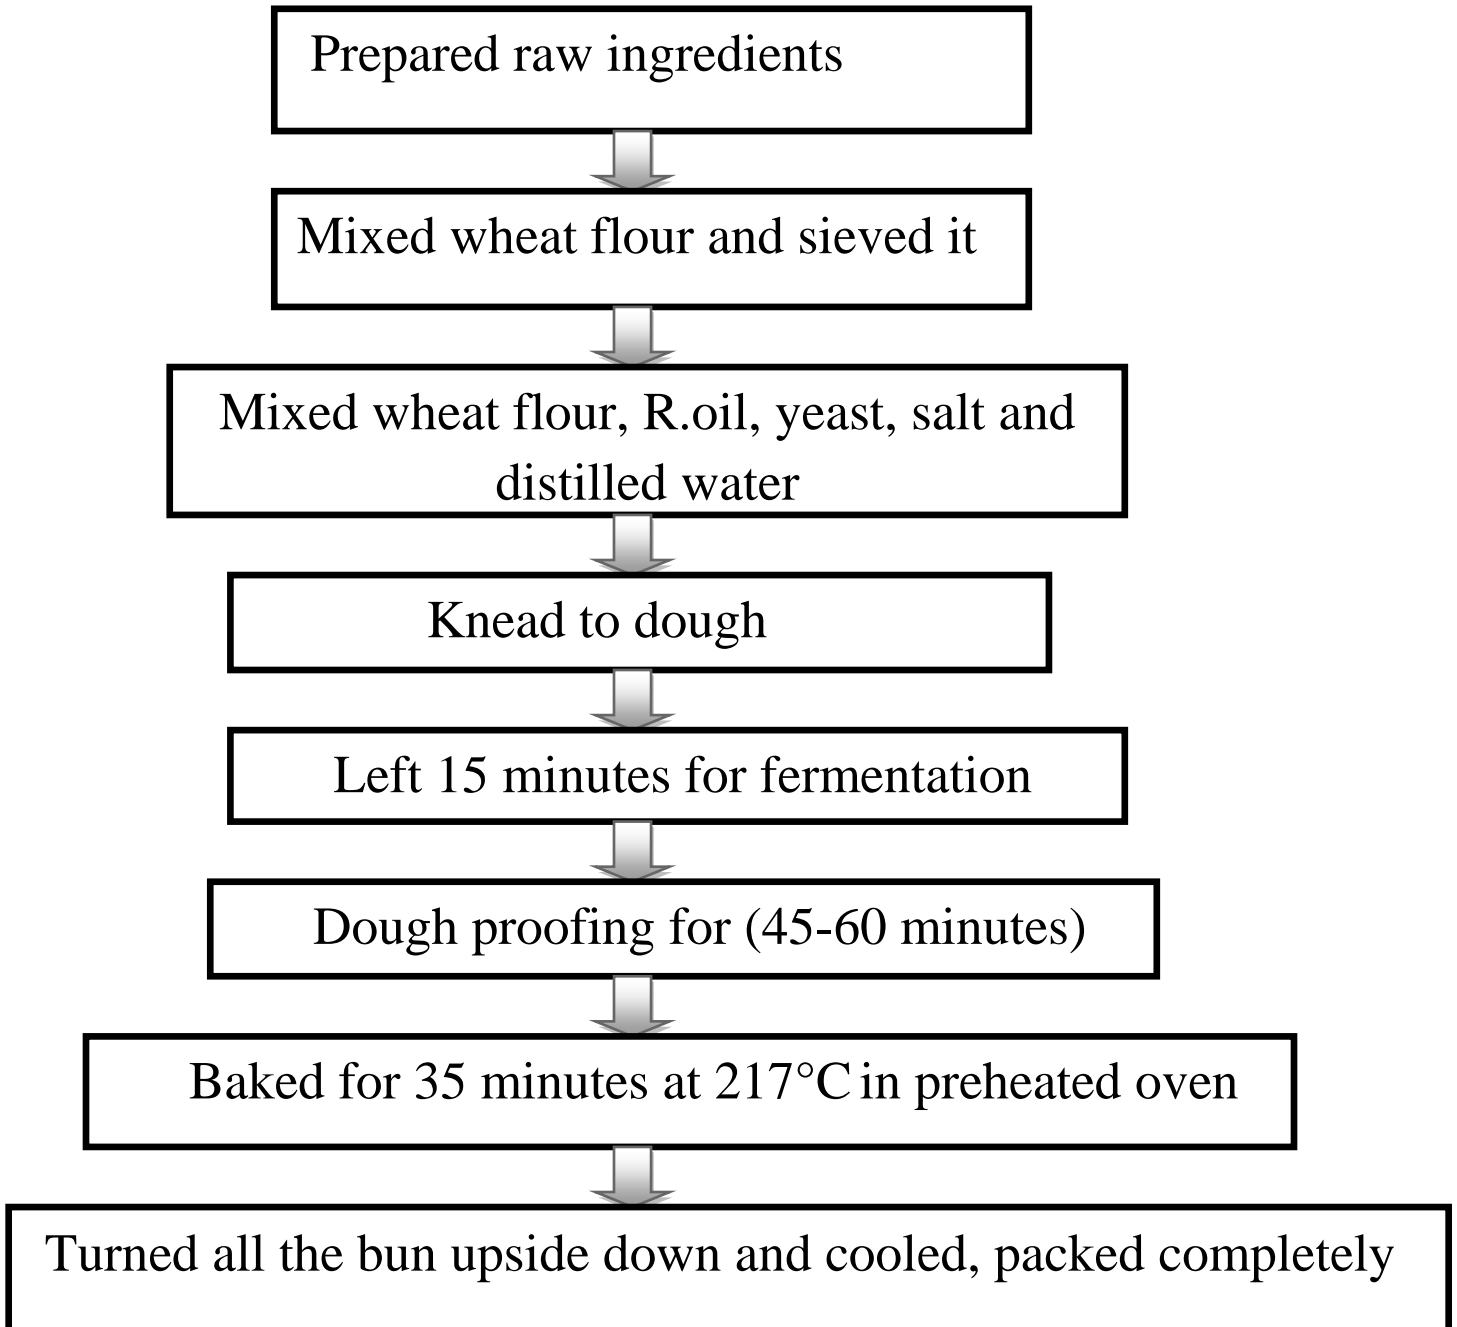 Prepared raw ingredients
Mixed wheat flour and sieved it
Mixed wheat flour, R.oil, yeast, salt and
distilled water
Knead to dough
Left 15 minutes for fermentation
Dough proofing for (45-60 minutes)
Baked for 35 minutes at 217°C in preheated oven
Turned all the bun upside down and cooled, packed completely